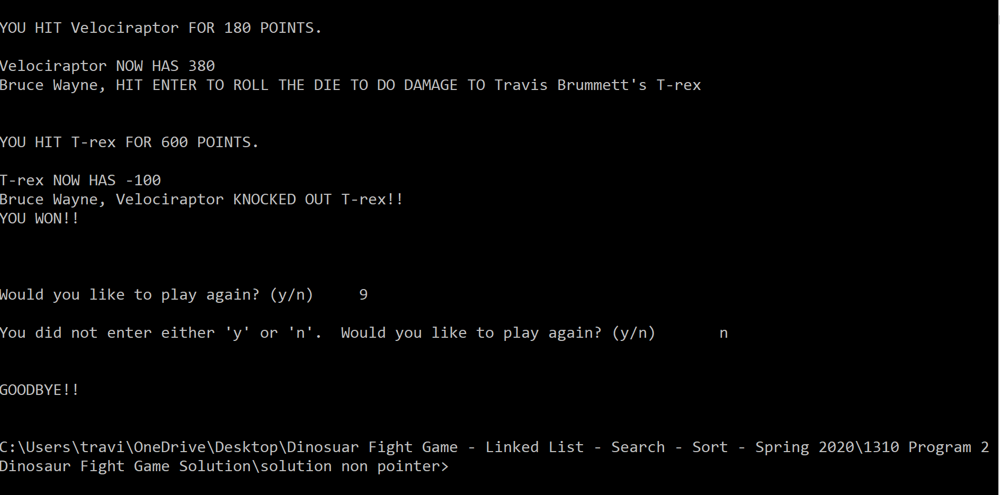 YOU HIT Velociraptor FOR 180 POINTS.
Velociraptor NOW HAS 380
Bruce Wayne, HIT ENTER TO ROLL THE DIE TO DO DAMAGE TO Travis Brummett's T-rex
YOU HIT T-rex FOR 600 POINTS.
T-rex NOW HAS -100
Bruce Wayne, Velociraptor KNOCKED OUT T-rex!!
YOU WON!!
Would you like to play again? (y/n) 9
You did not enter either 'y' or 'n'. Would you like to play again? (y/n) n
GOODBYE!!
C:\Users\travi\OneDrive\Desktop\Dinosuar Fight Game - Linked List - Search - Sort - Spring 2020\1310 Program 2
Dinosaur Fight Game Solution\solution non pointer>